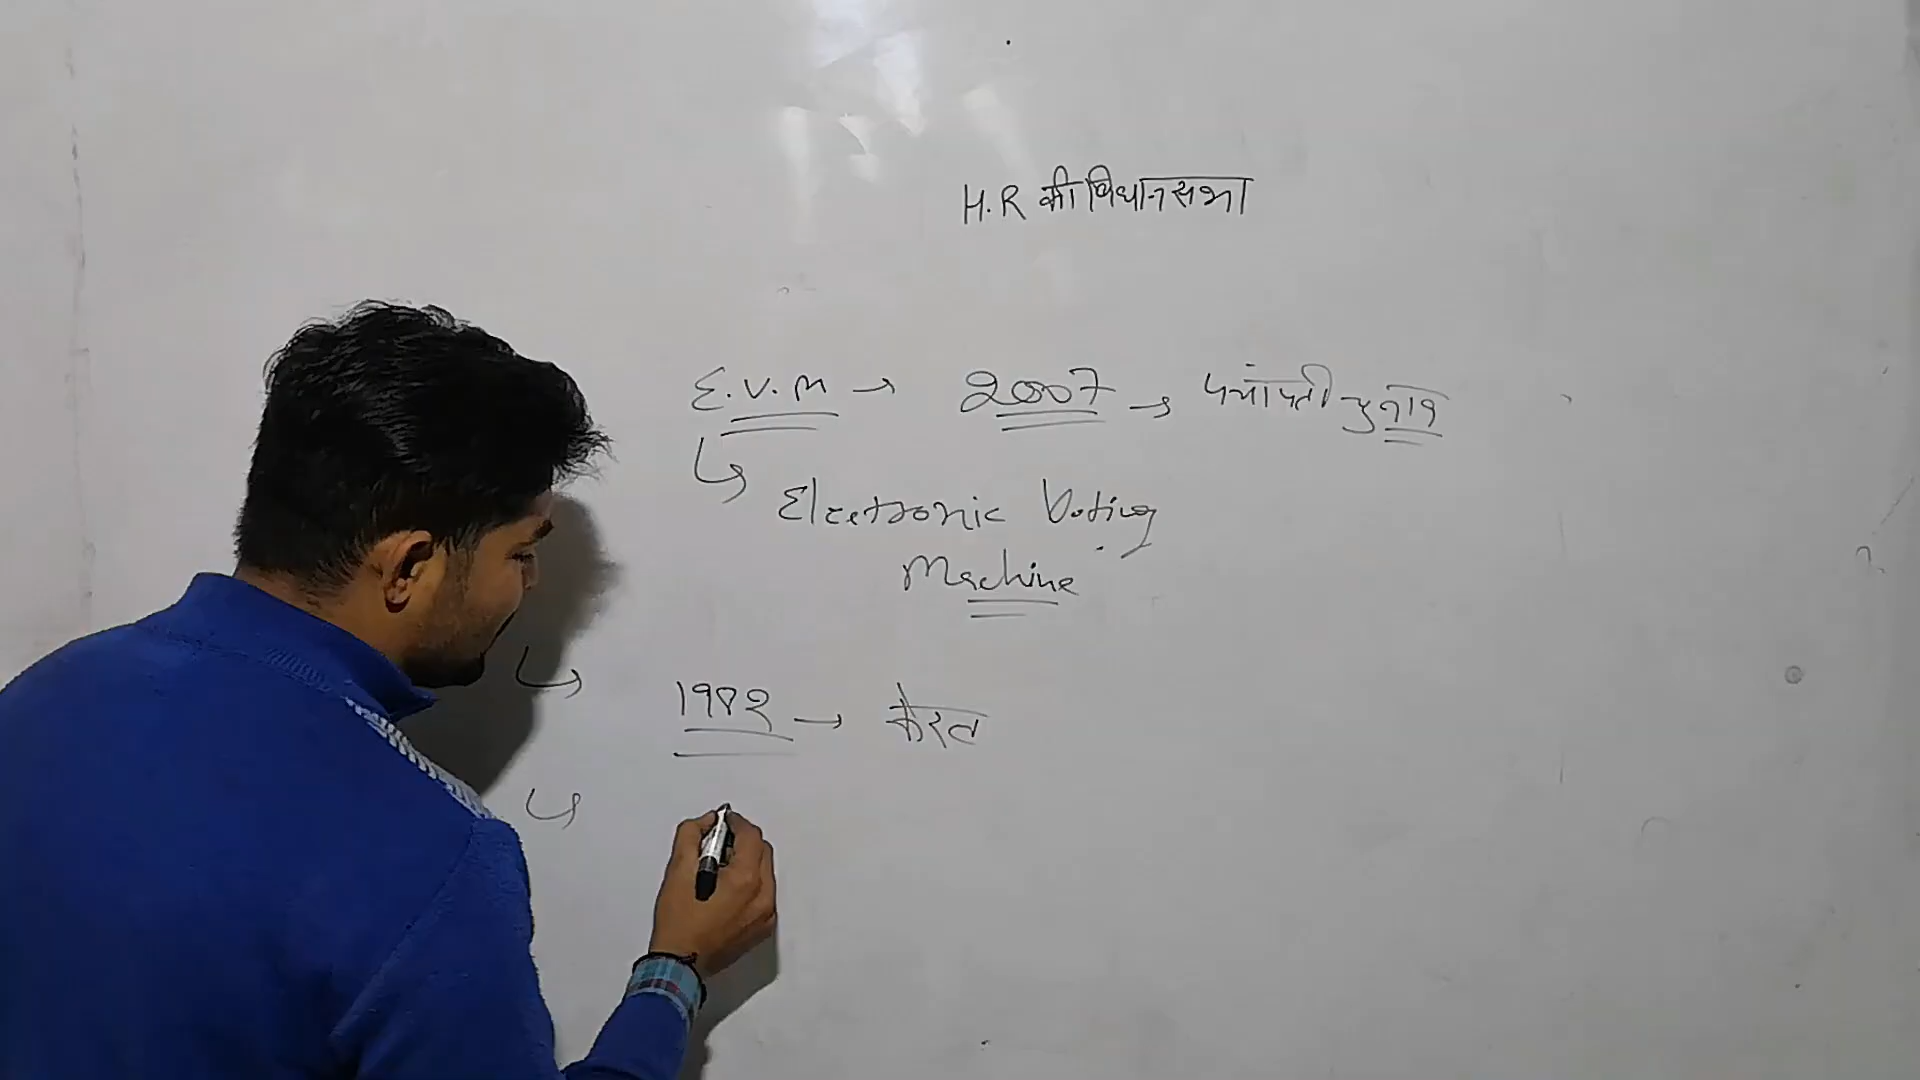 H.R की विधानसभा
E.V.M → 2007 → पंचायती चुनाव
Electronic Voting
Machine
1982 → केरल